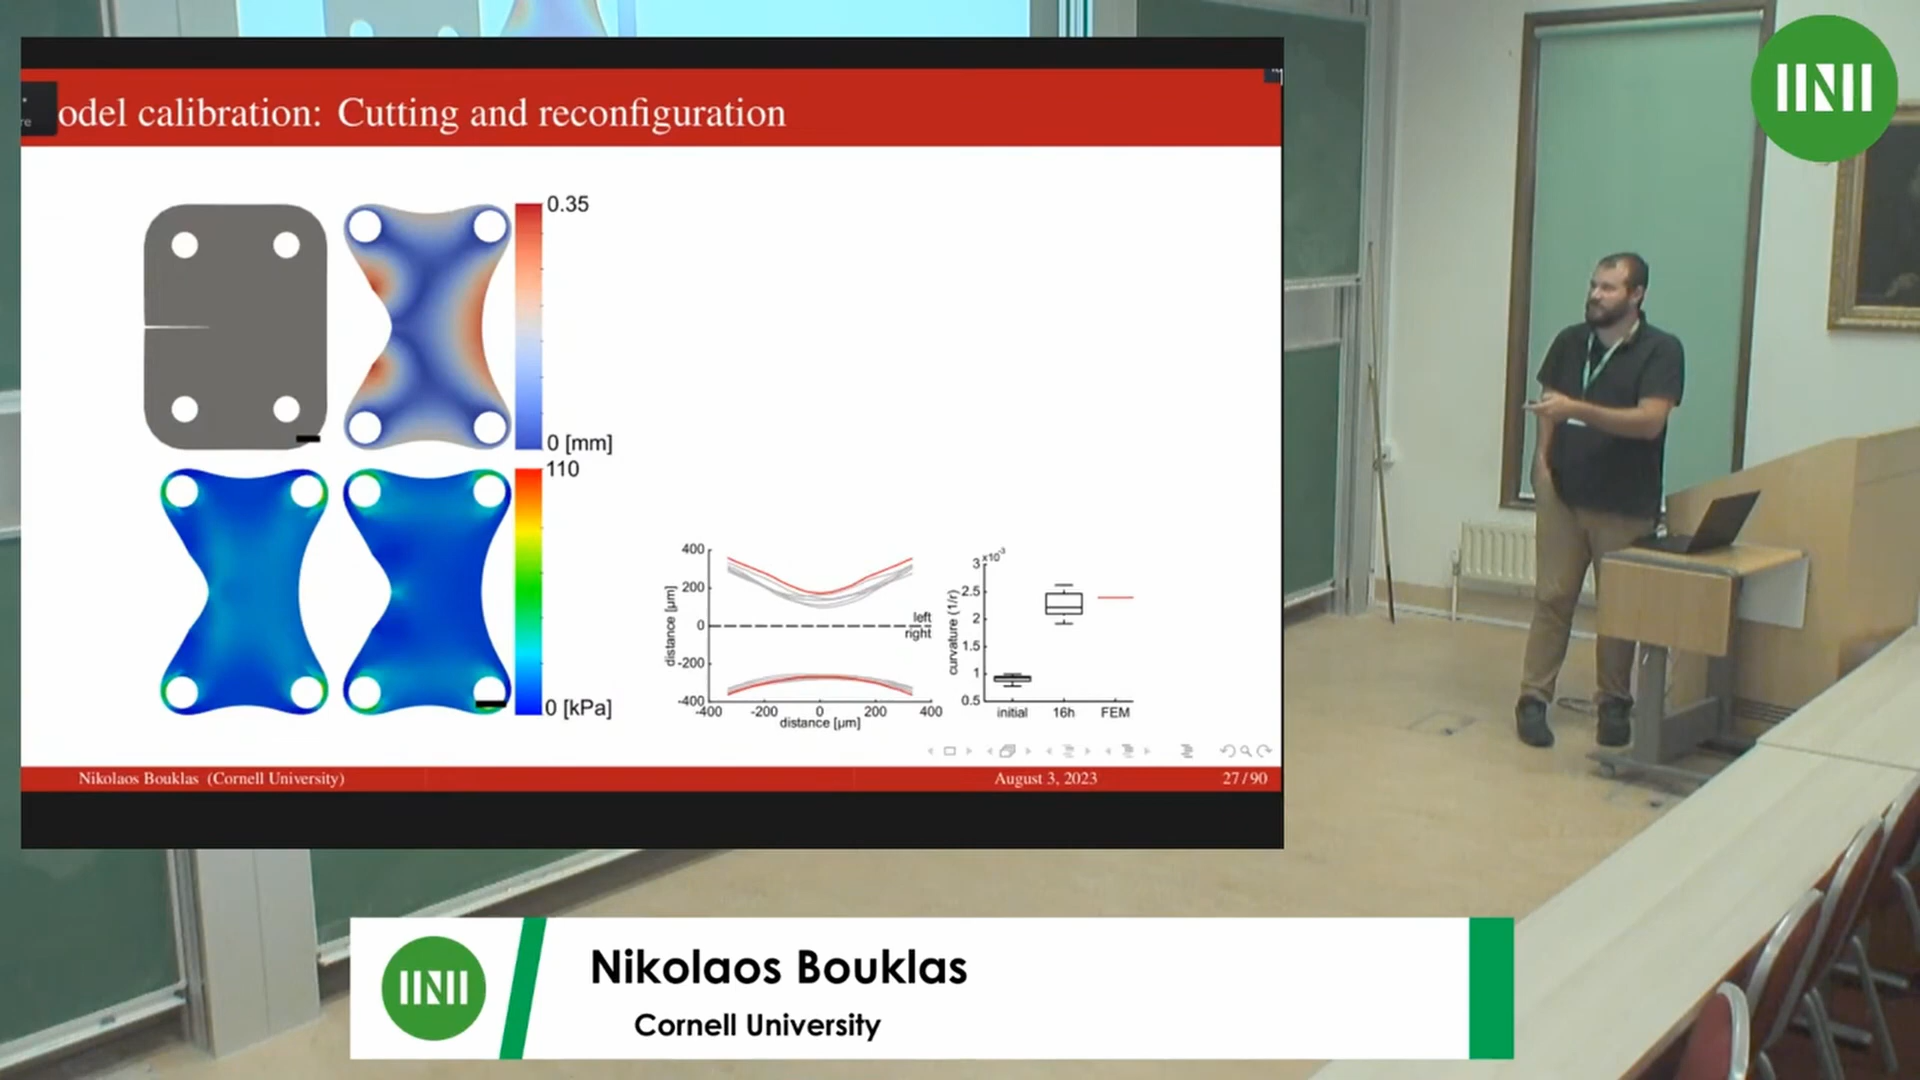 odel calibration: Cutting and reconfiguration
re
0.35
0 [mm]
110
0 [kPa]
400
200
0
-200
-400
distance [µm]
left
right
-400
-200
0
200
400
distance [µm]
x10-3
3
2.5
2
1.5
1
0.5
curvature (1/r)
initial
16h
FEM
Nikolaos Bouklas (Cornell University)
August 3, 2023
27 / 90
Nikolaos Bouklas
Cornell University